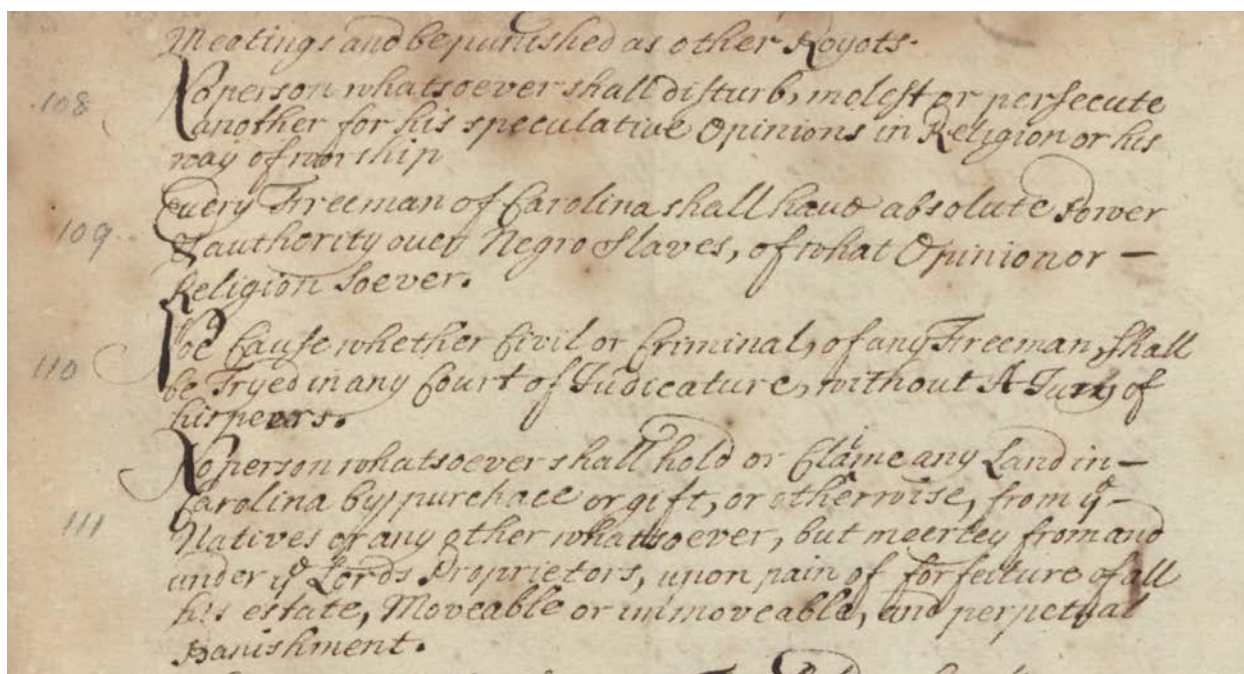 Meetings and be punished as other Royots.
108 No person whatsoever shall disturb, molest or persecute
another for his speculative Opinions in Religion or his
way of worship
109 Every Freeman of Carolina shall have absolute Power
& authority over Negro Slaves, of what Opinion or —
Religion Soever.
110 Noe Cause whether Civil or Criminal, of any Freeman, Shall
be Tryed in any Court of Judicature, without A Jury of
his peers.
No person whatsoever shall hold or Claime any Land in —
Carolina by purchace or gift, or otherwise, from ye —
111 Natives or any other whatsoever, but meerley from and
under ye Lords Proprietors, upon pain of forfeiture of all
his estate, Moveable or immoveable, and perpetual
Banishment.